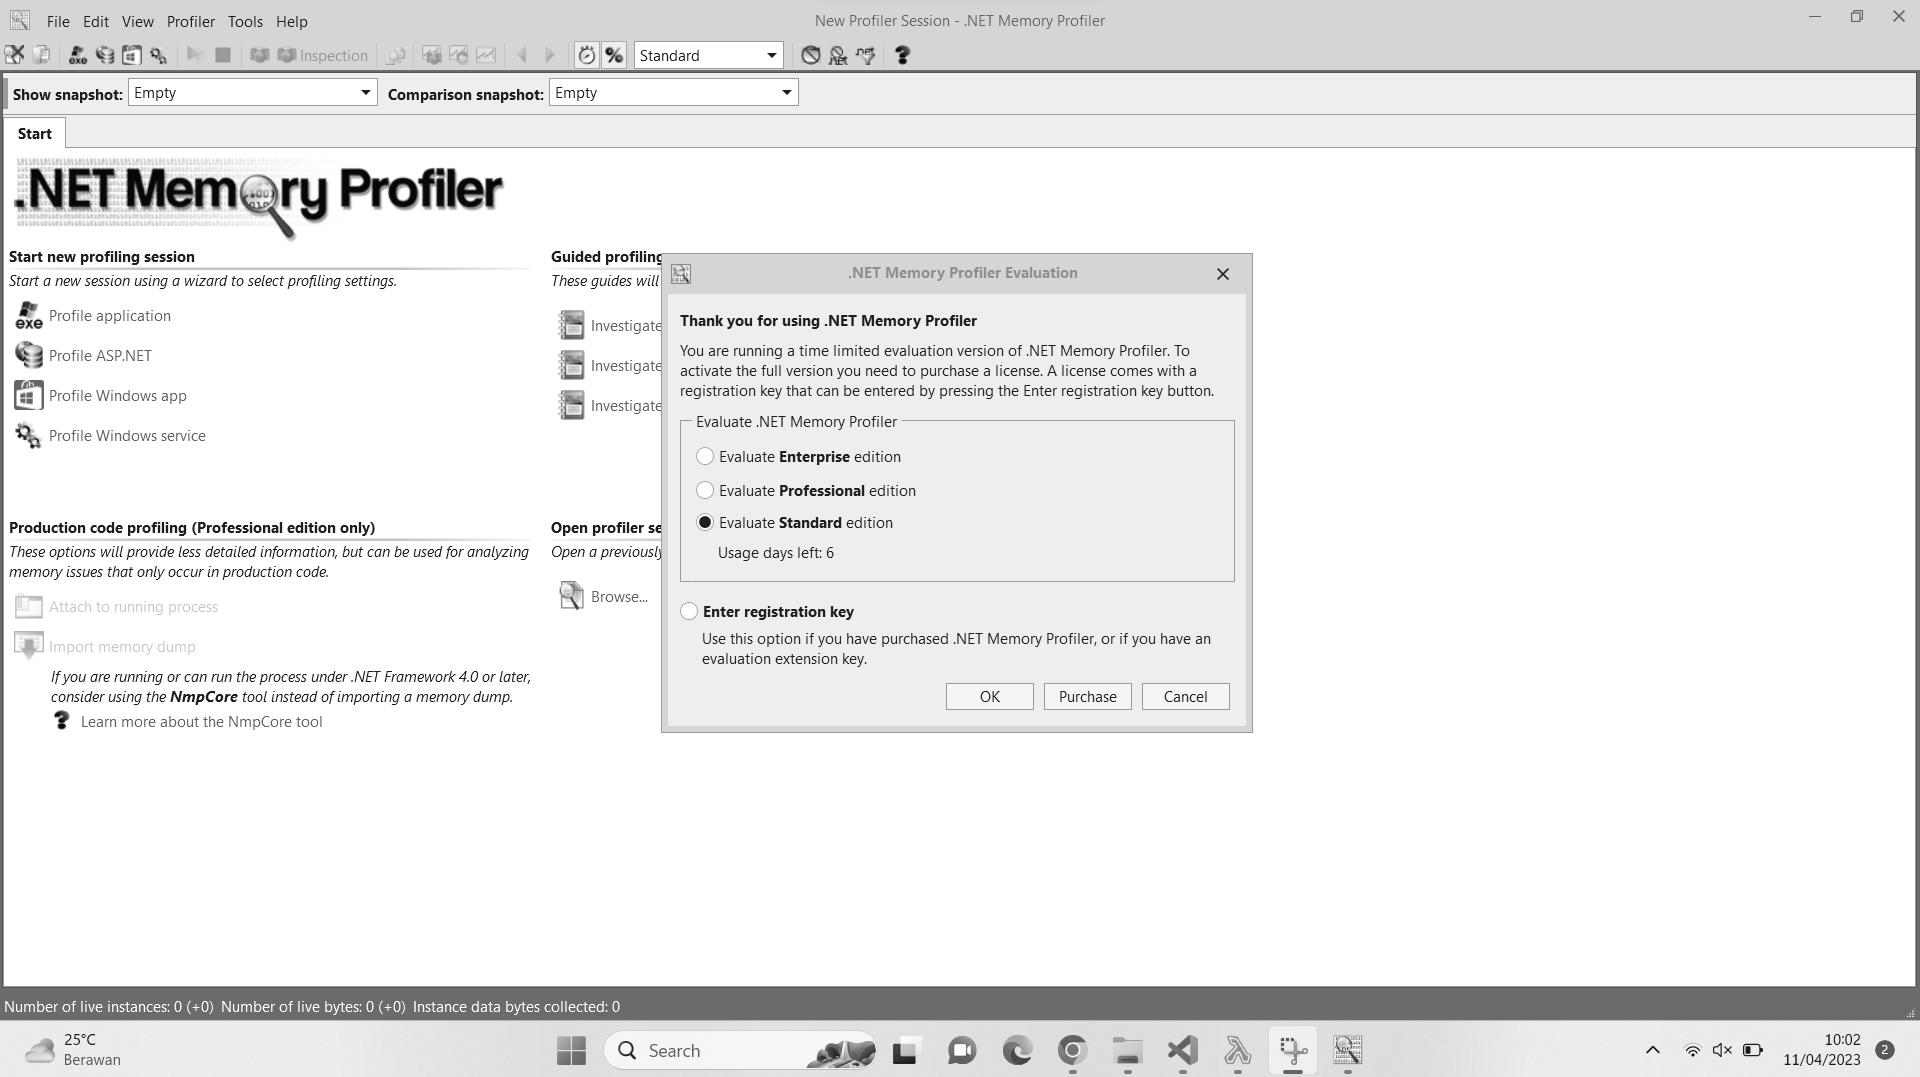 New Profiler Session - .NET Memory Profiler
File Edit View Profiler Tools Help
Inspection
Standard
Show snapshot: Empty Comparison snapshot: Empty
Start
.NET Memory Profiler
Start new profiling session
Start a new session using a wizard to select profiling settings.
Profile application
Profile ASP.NET
Profile Windows app
Profile Windows service
Guided profiling
These guides will
Investigate
Investigate
Investigate
Production code profiling (Professional edition only)
These options will provide less detailed information, but can be used for analyzing
memory issues that only occur in production code.
Attach to running process
Import memory dump
If you are running or can run the process under .NET Framework 4.0 or later,
consider using the NmpCore tool instead of importing a memory dump.
Learn more about the NmpCore tool
Open profiler se
Open a previously
Browse...
.NET Memory Profiler Evaluation
Thank you for using .NET Memory Profiler
You are running a time limited evaluation version of .NET Memory Profiler. To
activate the full version you need to purchase a license. A license comes with a
registration key that can be entered by pressing the Enter registration key button.
Evaluate .NET Memory Profiler
Evaluate Enterprise edition
Evaluate Professional edition
Evaluate Standard edition
Usage days left: 6
Enter registration key
Use this option if you have purchased .NET Memory Profiler, or if you have an
evaluation extension key.
OK Purchase Cancel
Number of live instances: 0 (+0) Number of live bytes: 0 (+0) Instance data bytes collected: 0
25°C
Berawan
Search
10:02
11/04/2023
2